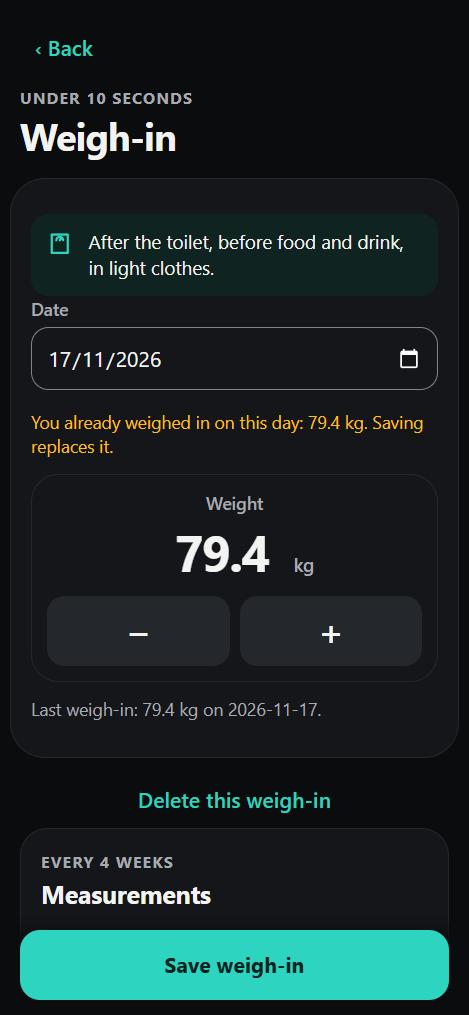 ‹ Back
UNDER 10 SECONDS
Weigh-in
After the toilet, before food and drink,
in light clothes.
Date
17/11/2026
You already weighed in on this day: 79.4 kg. Saving
replaces it.
Weight
79.4 kg
− +
Last weigh-in: 79.4 kg on 2026-11-17.
Delete this weigh-in
EVERY 4 WEEKS
Measurements
Save weigh-in